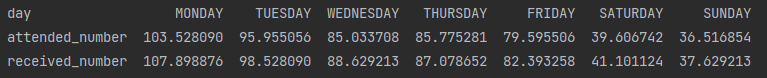 day MONDAY TUESDAY WEDNESDAY THURSDAY FRIDAY SATURDAY SUNDAY
attended_number 103.528090 95.955056 85.033708 85.775281 79.595506 39.606742 36.516854
received_number 107.898876 98.528090 88.629213 87.078652 82.393258 41.101124 37.629213